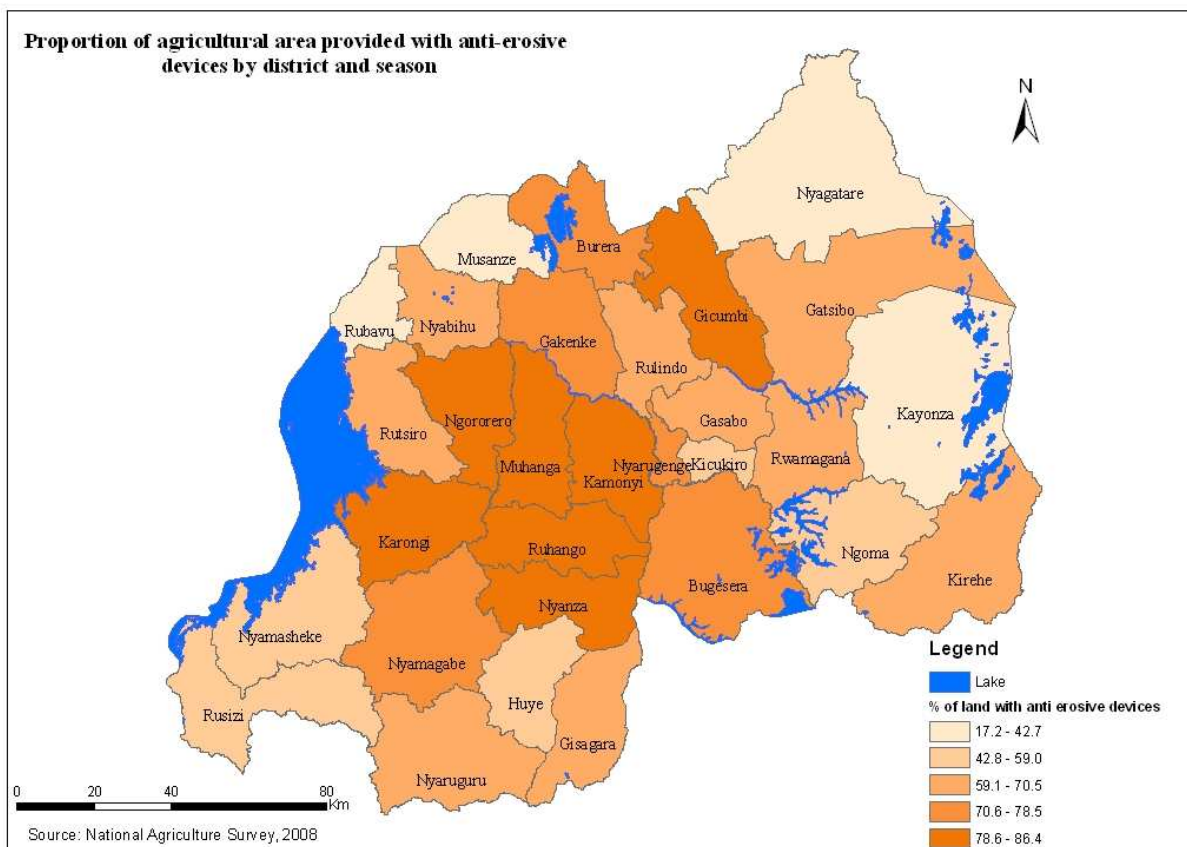 Proportion of agricultural area provided with anti-erosive
devices by district and season
N
Nyagatare
Musanze
Burera
Rubavu
Nyabihu
Gicumbi
Gatsibo
Gakenke
Rulindo
Ngororero
Gasabo
Kayonza
Rutsiro
Muhanga
Nyarugenge
Kicukiro
Rwamagana
Kamonyi
Karongi
Ruhango
Ngoma
Bugesera
Kirehe
Nyanza
Nyamasheke
Nyamagabe
Huye
Rusizi
Gisagara
Nyaruguru
Legend
Lake
% of land with anti erosive devices
17.2 - 42.7
42.8 - 59.0
59.1 - 70.5
70.6 - 78.5
78.6 - 86.4
0 20 40 80
Km
Source: National Agriculture Survey, 2008